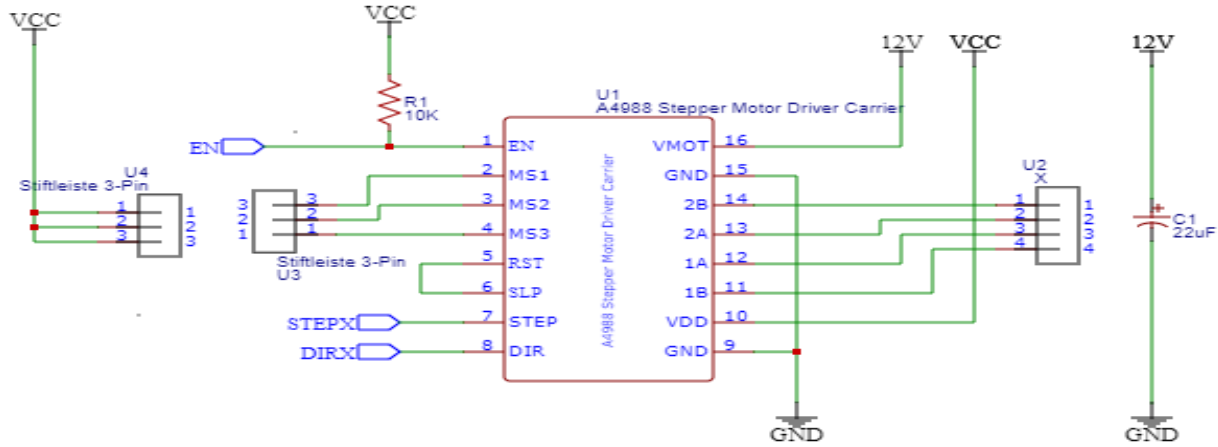 VCC
VCC
12V
VCC
12V
R1
10K
U1
A4988 Stepper Motor Driver Carrier
EN
1 EN
2 MS1
3 MS2
4 MS3
5 RST
6 SLP
7 STEP
8 DIR
A4988 Stepper Motor Driver Carrier
VMOT 16
GND 15
2B 14
2A 13
1A 12
1B 11
VDD 10
GND 9
U4
Stiftleiste 3-Pin
1 1
2 2
3 3
3 3
2 2
1 1
Stiftleiste 3-Pin
U3
STEPX
DIRX
U2
X
1 1
2 2
3 3
4 4
+
C1
22uF
GND
GND